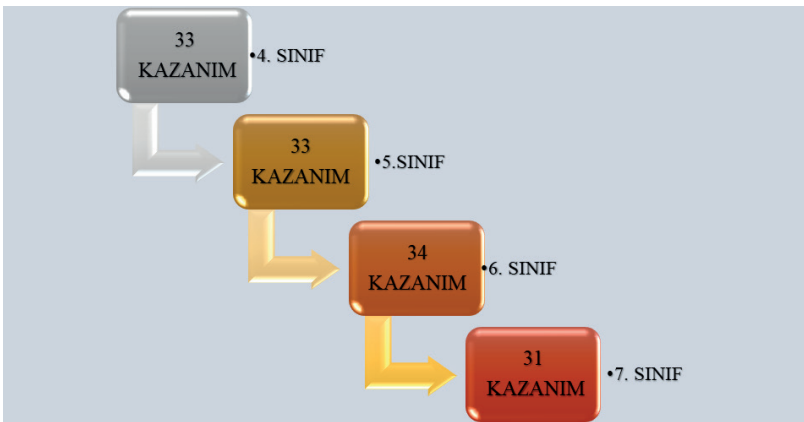 33
KAZANIM
•4. SINIF
33
KAZANIM
•5.SINIF
34
KAZANIM
•6. SINIF
31
KAZANIM
•7. SINIF